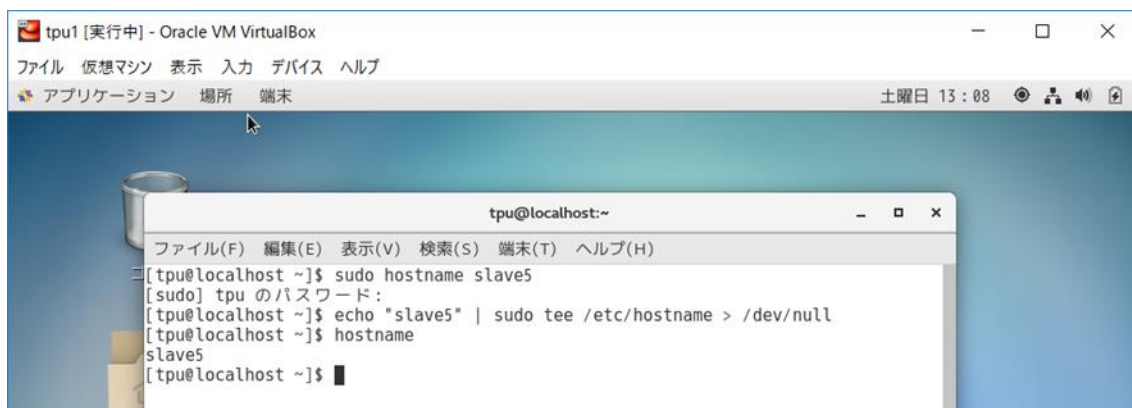 tpu1 [実行中] - Oracle VM VirtualBox
ファイル 仮想マシン 表示 入力 デバイス ヘルプ
アプリケーション 場所 端末 土曜日 13:08
tpu@localhost:~
ファイル(F) 編集(E) 表示(V) 検索(S) 端末(T) ヘルプ(H)
[tpu@localhost ~]$ sudo hostname slave5
[sudo] tpu のパスワード:
[tpu@localhost ~]$ echo "slave5" | sudo tee /etc/hostname > /dev/null
[tpu@localhost ~]$ hostname
slave5
[tpu@localhost ~]$